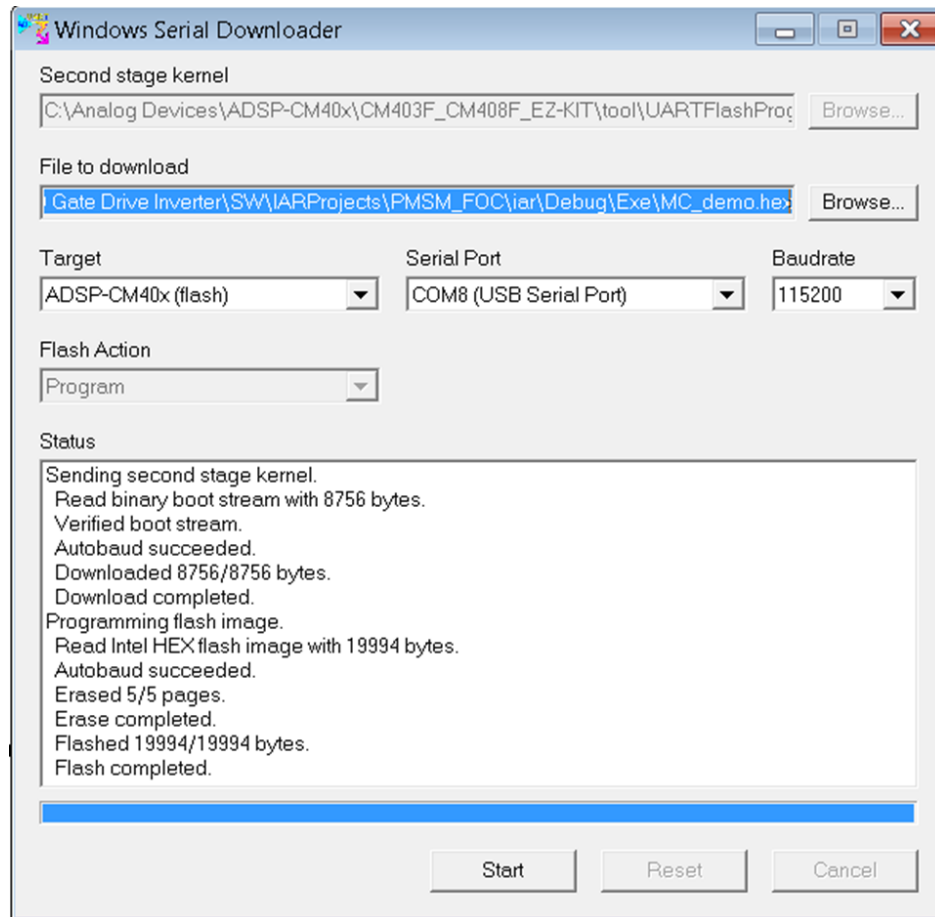 Windows Serial Downloader
Second stage kernel
C:\Analog Devices\ADSP-CM40x\CM403F_CM408F_EZ-KIT\tool\UARTFlashProg
Browse...
File to download
Gate Drive Inverter\SW\IARProjects\PMSM_FOC\iar\Debug\Exe\MC_demo.hex
Browse...
Target
Serial Port
Baudrate
ADSP-CM40x (flash)
COM8 (USB Serial Port)
115200
Flash Action
Program
Status
Sending second stage kernel.
Read binary boot stream with 8756 bytes.
Verified boot stream.
Autobaud succeeded.
Downloaded 8756/8756 bytes.
Download completed.
Programming flash image.
Read Intel HEX flash image with 19994 bytes.
Autobaud succeeded.
Erased 5/5 pages.
Erase completed.
Flashed 19994/19994 bytes.
Flash completed.
Start
Reset
Cancel